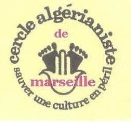 cercle algérianiste
de
marseille
sauver une culture en péril